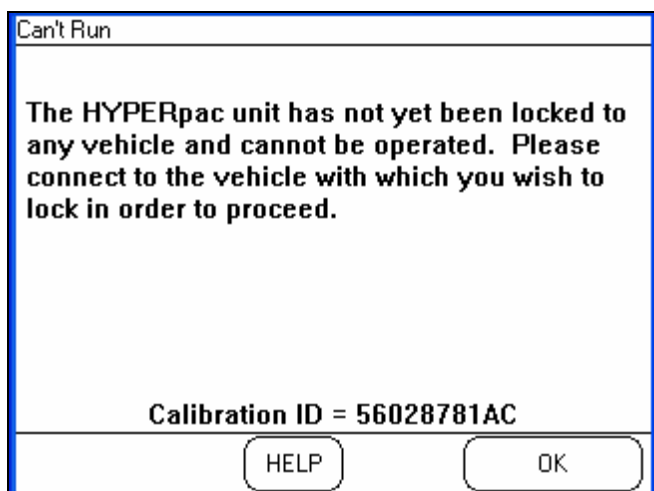 Can't Run
The HYPERpac unit has not yet been locked to
any vehicle and cannot be operated.  Please
connect to the vehicle with which you wish to
lock in order to proceed.
Calibration ID = 56028781AC
HELP OK